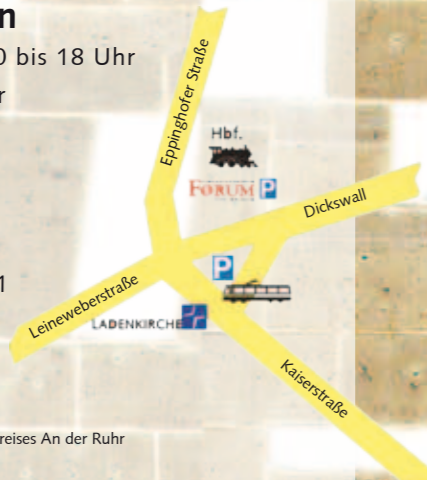 n
0 bis 18 Uhr
r
Eppinghofer Straße
Hbf.
FORUM P
Dickswall
P
1
Leineweberstraße
LADENKIRCHE
Kaiserstraße
reises An der Ruhr